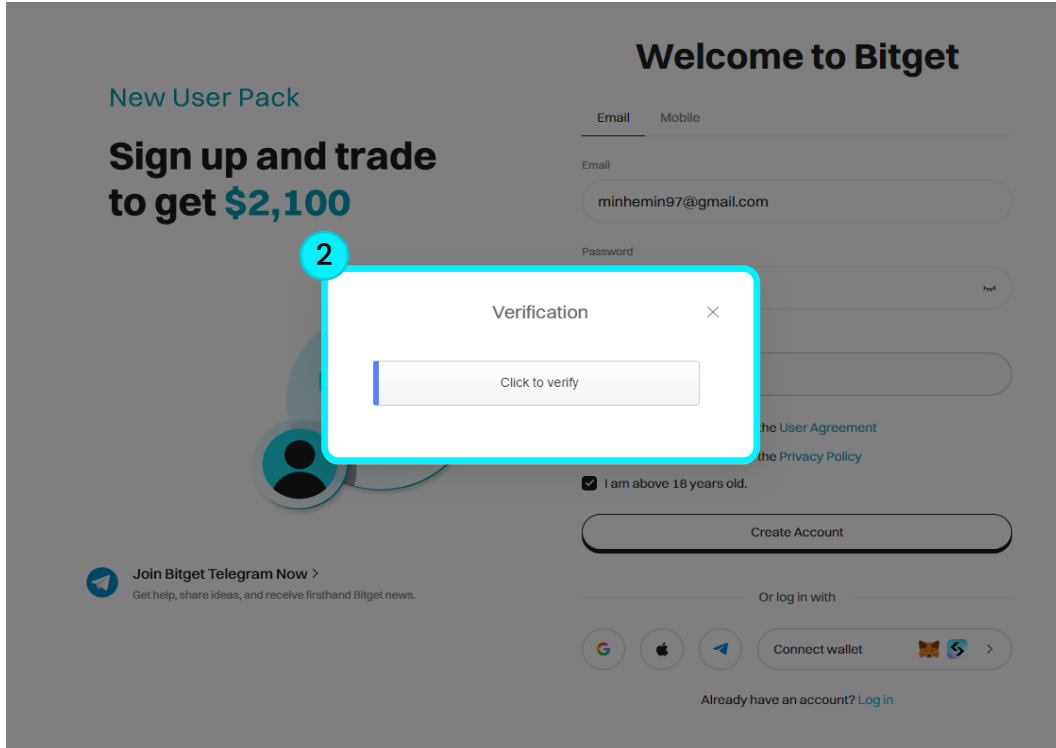 Welcome to Bitget
New User Pack
Sign up and trade
to get $2,100
Email Mobile
Email
minhemin97@gmail.com
Password
2
Verification
Click to verify
the User Agreement
the Privacy Policy
I am above 18 years old.
Create Account
Join Bitget Telegram Now >
Get help, share ideas, and receive firsthand Bitget news.
Or log in with
G
Connect wallet
Already have an account? Log in